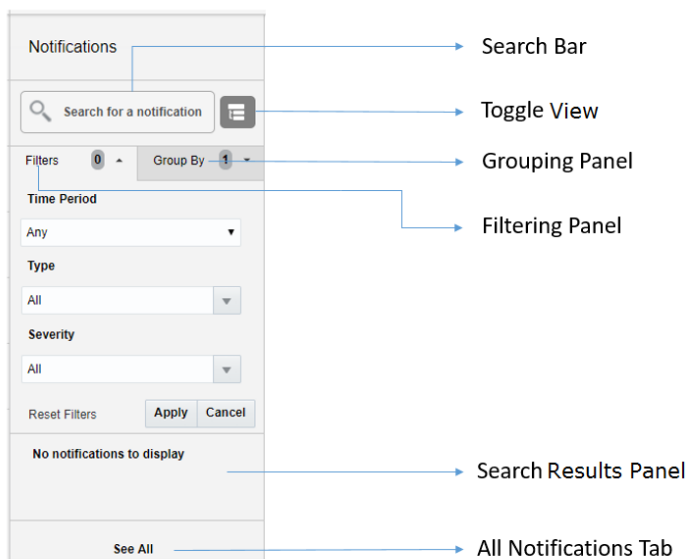 Notifications
Search Bar
Search for a notification
Toggle View
Filters 0 Group By 1
Grouping Panel
Time Period
Filtering Panel
Any
Type
All
Severity
All
Reset Filters Apply Cancel
No notifications to display
Search Results Panel
See All
All Notifications Tab